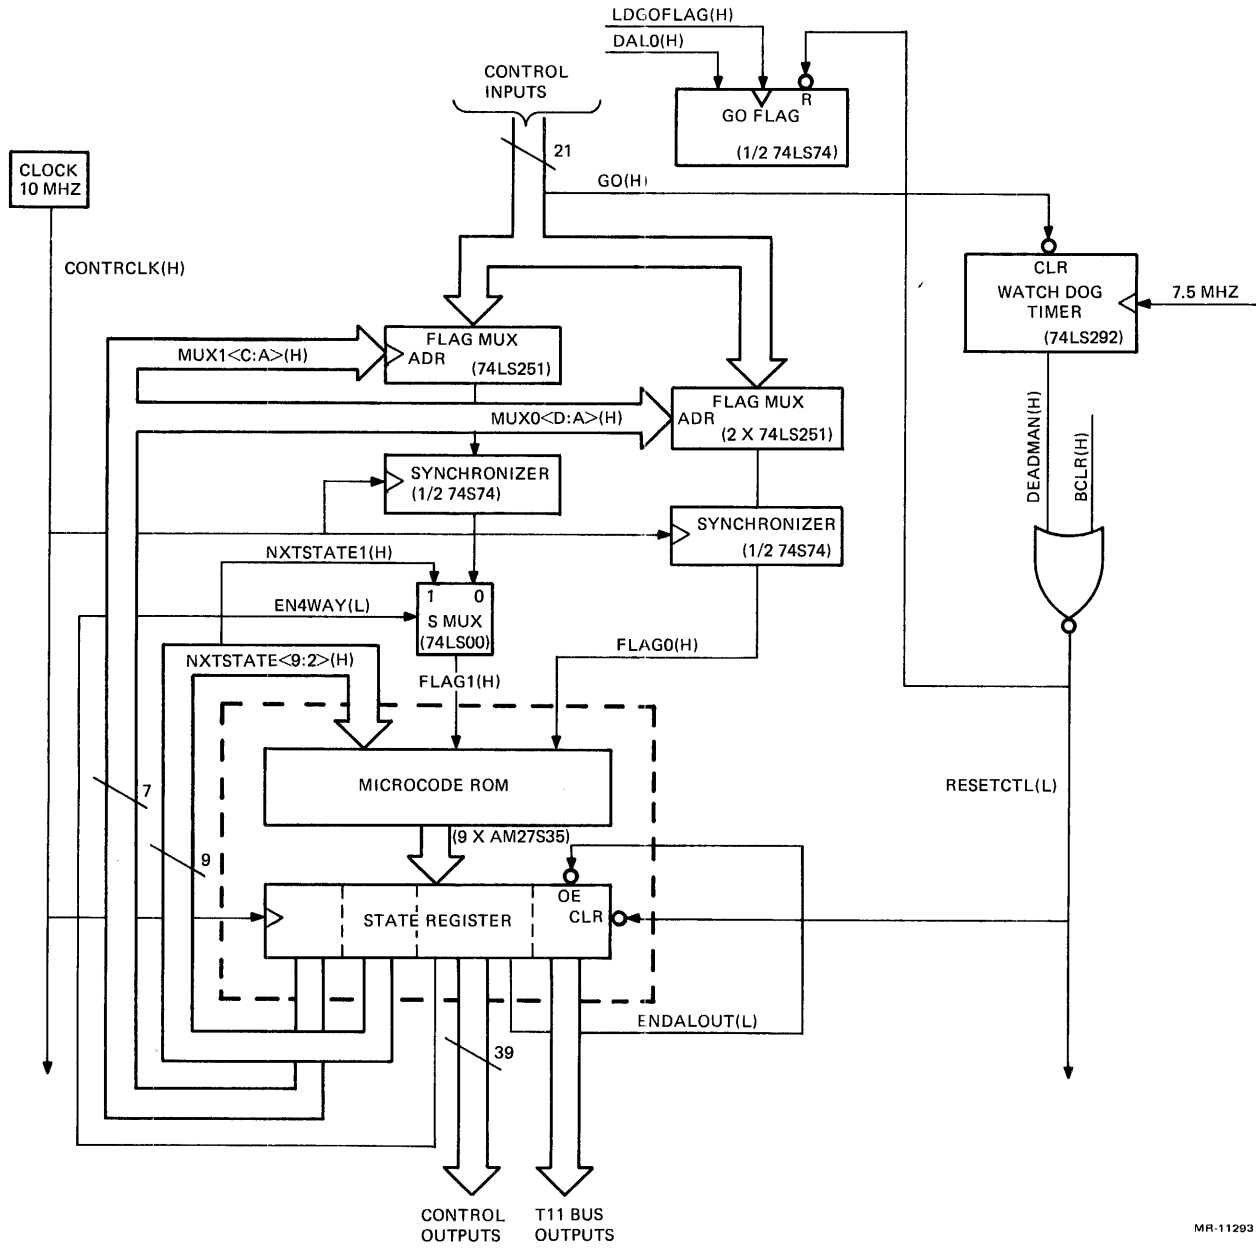 LDGOFLAG(H)
DAL0(H)
CONTROL
INPUTS
R
GO FLAG
(1/2 74LS74)
21
CLOCK
10 MHZ
GO(H)
CONTRCLK(H)
CLR
WATCH DOG
TIMER
(74LS292)
7.5 MHZ
MUX1<C:A>(H)
FLAG MUX
ADR
(74LS251)
MUX0<D:A>(H)
FLAG MUX
ADR
(2 X 74LS251)
DEADMAN(H)
BCLR(H)
SYNCHRONIZER
(1/2 74S74)
SYNCHRONIZER
(1/2 74S74)
NXTSTATE1(H)
1 0
EN4WAY(L)
S MUX
(74LS00)
NXTSTATE<9:2>(H)
FLAG0(H)
FLAG1(H)
MICROCODE ROM
RESETCTL(L)
7
(9 X AM27S35)
9
OE
CLR
STATE REGISTER
ENDALOUT(L)
39
CONTROL
OUTPUTS
T11 BUS
OUTPUTS
MR-11293